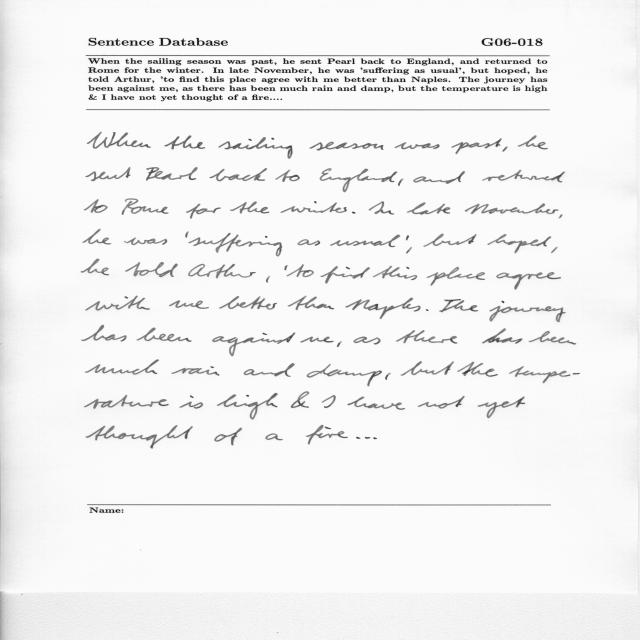 Sentence Database G06-018
When the sailing season was past, he sent Pearl back to England, and returned to
Rome for the winter. In late November, he was 'suffering as usual', but hoped, he
told Arthur, 'to find this place agree with me better than Naples. The journey has
been against me, as there has been much rain and damp, but the temperature is high
& I have not yet thought of a fire....
When the sailing season was past, he
sent Pearl back to England, and returned
to Rome for the winter. In late November,
he was 'suffering as usual', but hoped,
he told Arthur, 'to find this place agree
with me better than Naples. The journey
has been against me, as there has been
much rain and damp, but the tempe-
rature is high & I have not yet
thought of a fire...
Name: